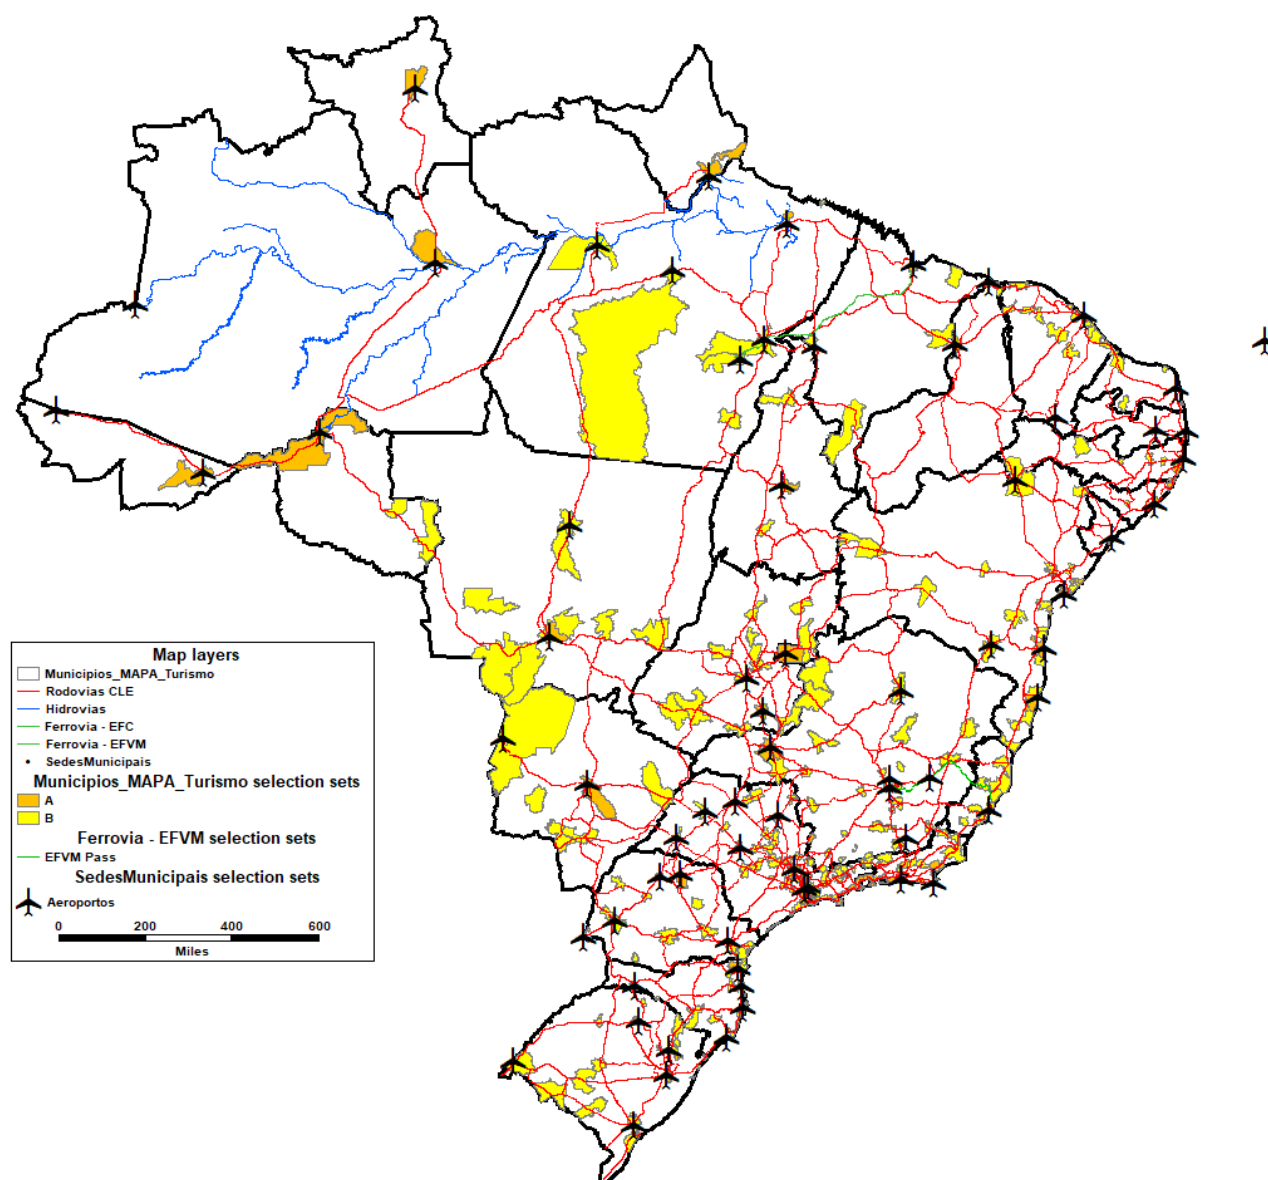 Map layers
Municipios_MAPA_Turismo
Rodovias CLE
Hidrovias
Ferrovia - EFC
Ferrovia - EFVM
SedesMunicipais
Municipios_MAPA_Turismo selection sets
A
B
Ferrovia - EFVM selection sets
EFVM Pass
SedesMunicipais selection sets
Aeroportos
0 200 400 600
Miles